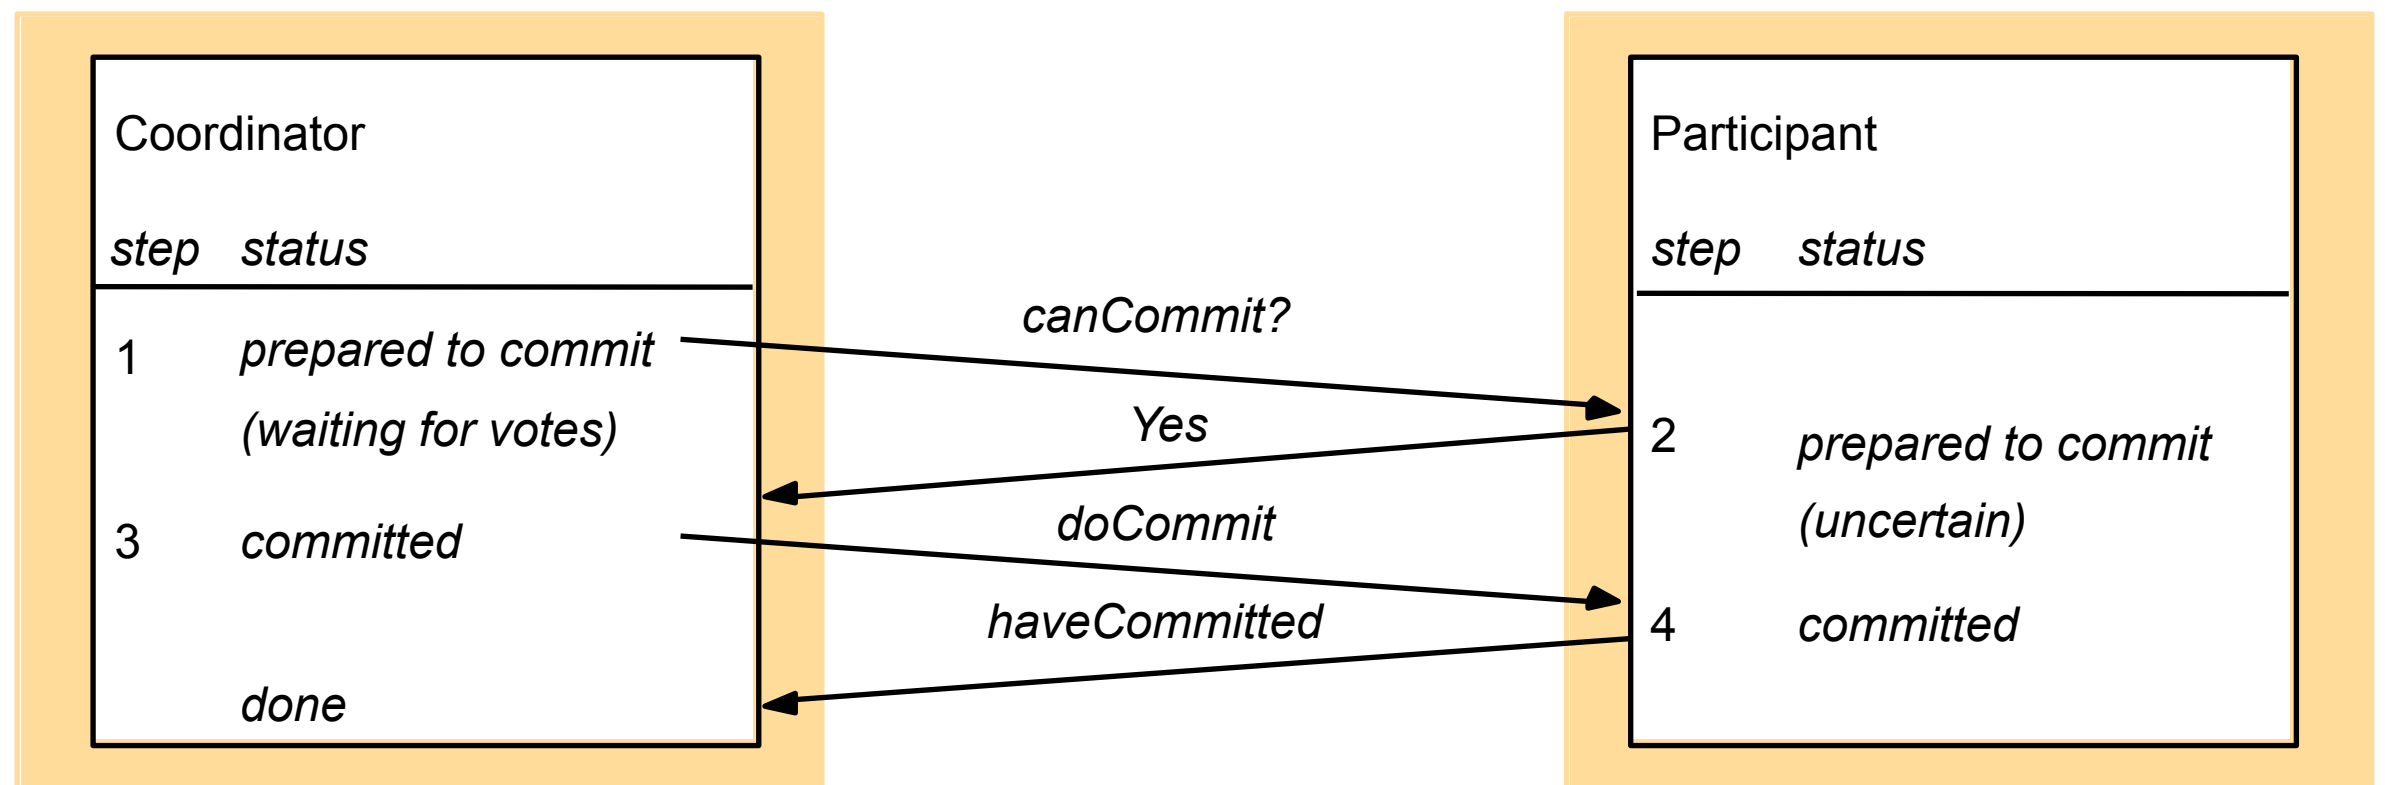 Coordinator
step status
1 prepared to commit
(waiting for votes)
3 committed
done
canCommit?
Yes
doCommit
haveCommitted
Participant
step status
2 prepared to commit
(uncertain)
4 committed